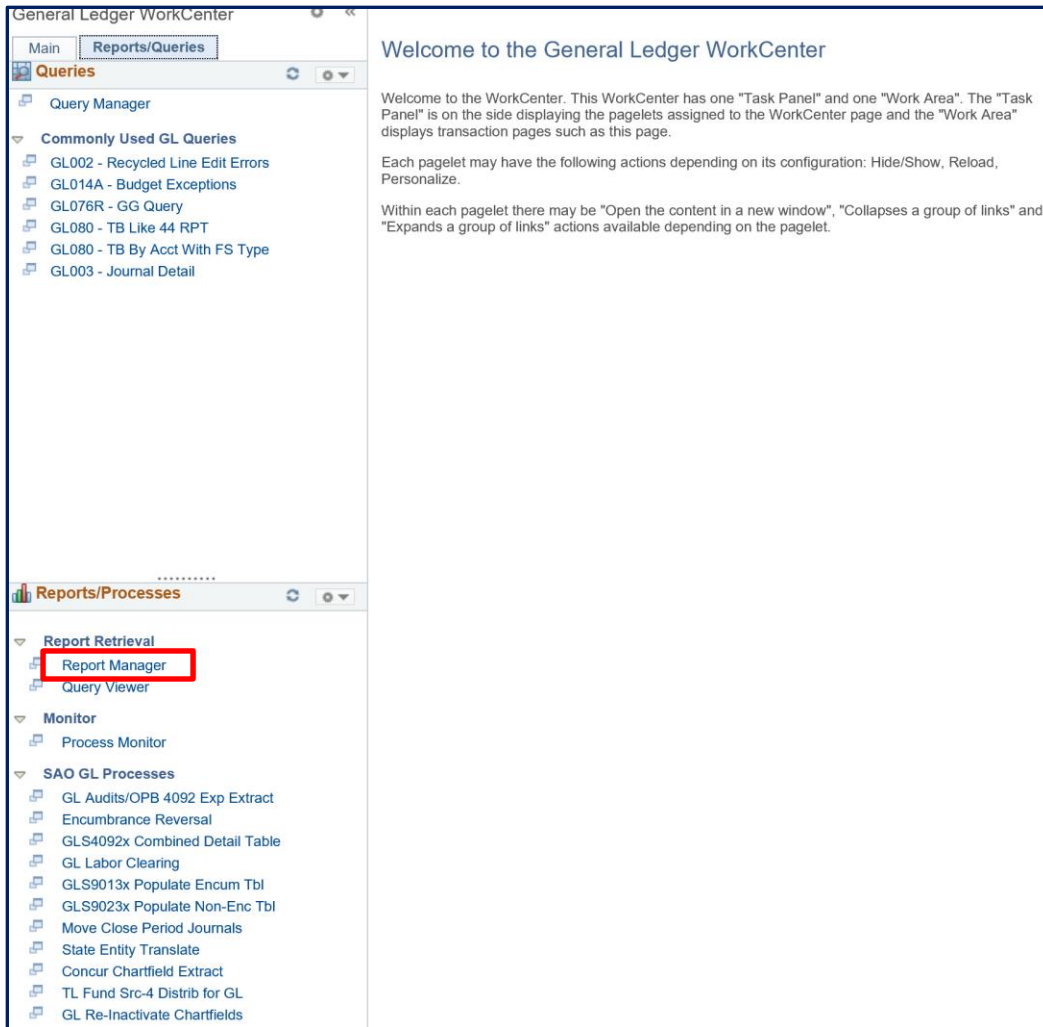 General Ledger WorkCenter
Main Reports/Queries
Queries
Query Manager
Commonly Used GL Queries
GL002 - Recycled Line Edit Errors
GL014A - Budget Exceptions
GL076R - GG Query
GL080 - TB Like 44 RPT
GL080 - TB By Acct With FS Type
GL003 - Journal Detail
Reports/Processes
Report Retrieval
Report Manager
Query Viewer
Monitor
Process Monitor
SAO GL Processes
GL Audits/OPB 4092 Exp Extract
Encumbrance Reversal
GLS4092x Combined Detail Table
GL Labor Clearing
GLS9013x Populate Encum Tbl
GLS9023x Populate Non-Enc Tbl
Move Close Period Journals
State Entity Translate
Concur Chartfield Extract
TL Fund Src-4 Distrib for GL
GL Re-Inactivate Chartfields
Welcome to the General Ledger WorkCenter
Welcome to the WorkCenter. This WorkCenter has one "Task Panel" and one "Work Area". The "Task
Panel" is on the side displaying the pagelets assigned to the WorkCenter page and the "Work Area"
displays transaction pages such as this page.
Each pagelet may have the following actions depending on its configuration: Hide/Show, Reload,
Personalize.
Within each pagelet there may be "Open the content in a new window", "Collapses a group of links" and
"Expands a group of links" actions available depending on the pagelet.